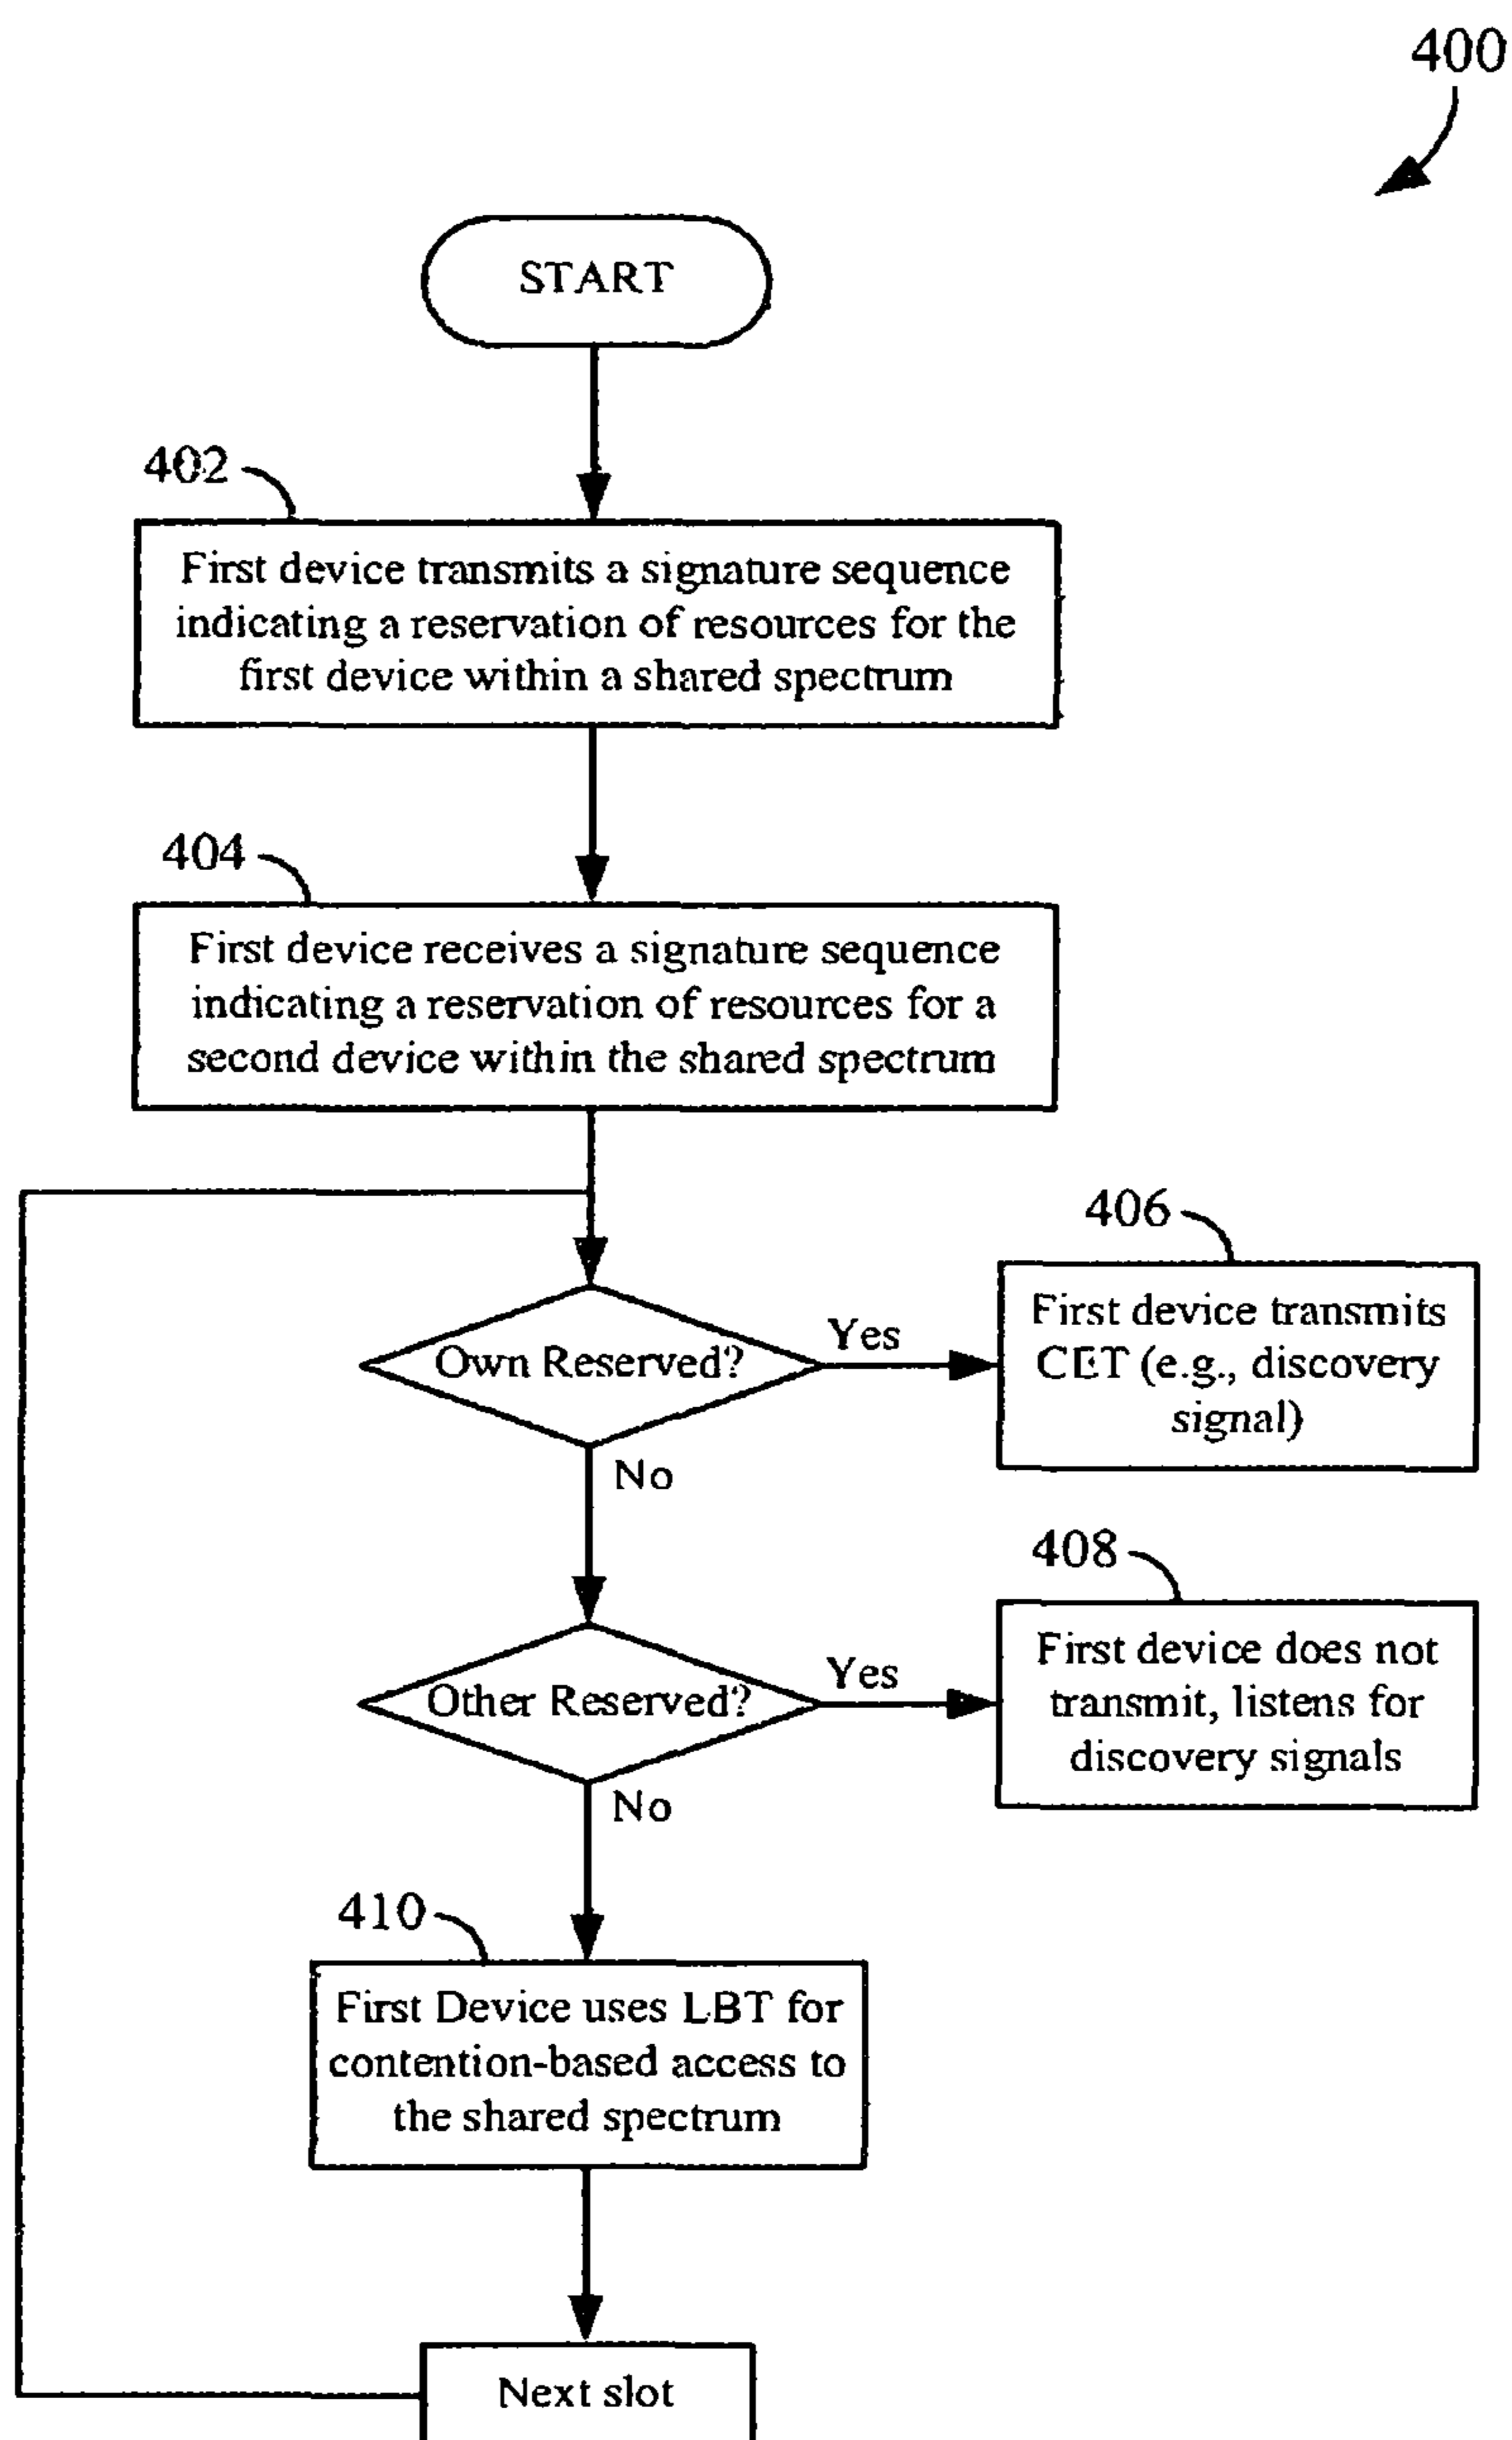 400
START
402
First device transmits a signature sequence
indicating a reservation of resources for the
first device within a shared spectrum
404
First device receives a signature sequence
indicating a reservation of resources for a
second device within the shared spectrum
406
Own Reserved?
Yes
First device transmits
CET (e.g., discovery
signal)
No
408
Other Reserved?
Yes
First device does not
transmit, listens for
discovery signals
No
410
First Device uses LBT for
contention-based access to
the shared spectrum
Next slot